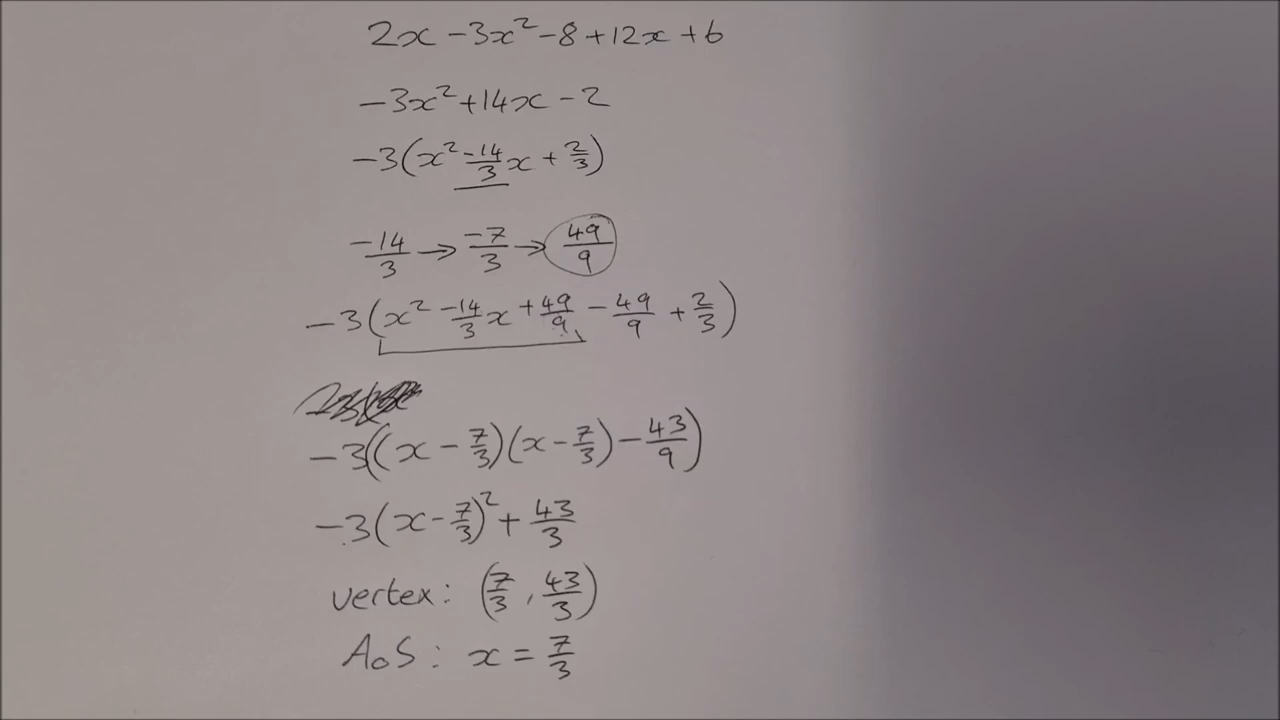 2x -3x² -8 +12x +6
-3x² +14x -2
-3(x² -14/3 x + 2/3)
-14/3 → -7/3 → 49/9
-3(x² -14/3 x +49/9 - 49/9 + 2/3)
-3((x - 7/3)(x - 7/3) - 43/9)
-3(x - 7/3)² + 43/3
vertex: (7/3, 43/3)
AoS: x = 7/3